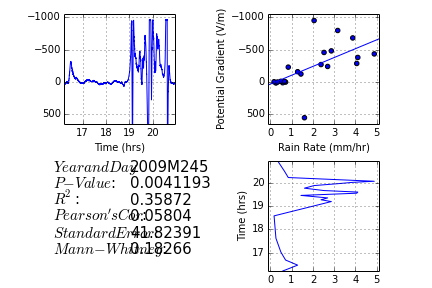 −1000
−500
0
500
17 18 19 20
Time (hrs)
Potential Gradient (V/m)
−1000
−500
0
500
0 1 2 3 4 5
Rain Rate (mm/hr)
YearandDay: 2009M245
P−Value: 0.0041193
R²: 0.35872
Pearson'sCor: 0.05804
StandardError: 41.82391
Mann−Whitney: 0.18266
Time (hrs)
20
19
18
17
0 1 2 3 4 5